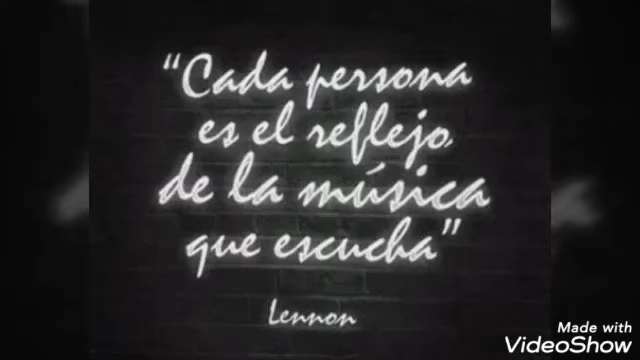 “Cada persona
es el reflejo
de la música
que escucha”
Lennon
Made with
VideoShow